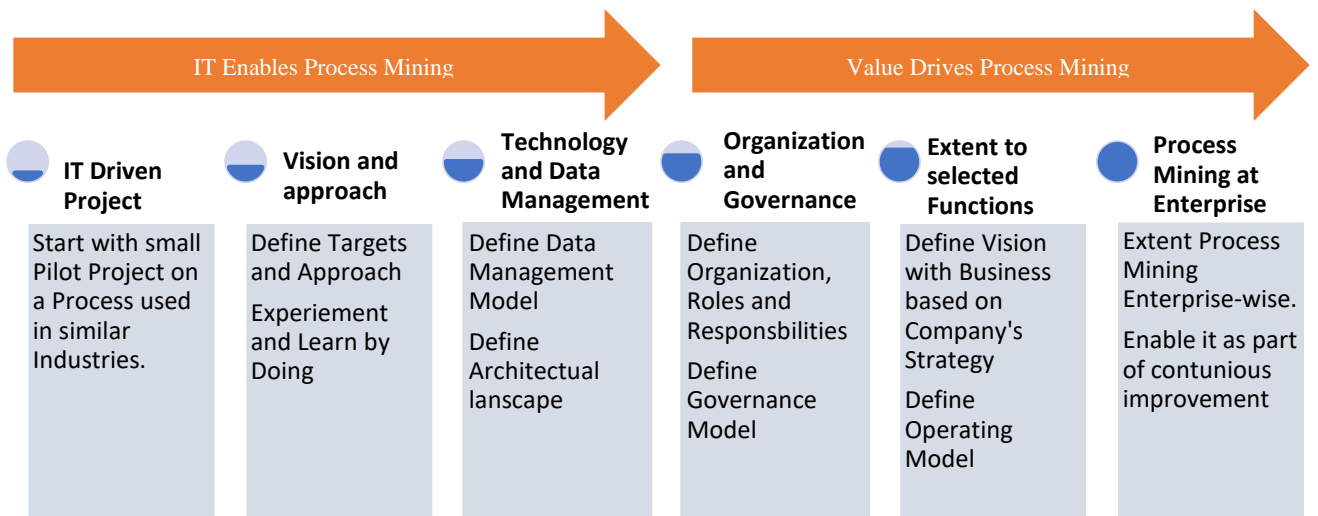 IT Enables Process Mining
Value Drives Process Mining
IT Driven
Project
Start with small
Pilot Project on
a Process used
in similar
Industries.
Vision and
approach
Define Targets
and Approach
Experiement
and Learn by
Doing
Technology
and Data
Management
Define Data
Management
Model
Define
Architectual
lanscape
Organization
and
Governance
Define
Organization,
Roles and
Responsbilities
Define
Governance
Model
Extent to
selected
Functions
Define Vision
with Business
based on
Company's
Strategy
Define
Operating
Model
Process
Mining at
Enterprise
Extent Process
Mining
Enterprise-wise.
Enable it as part
of contunious
improvement